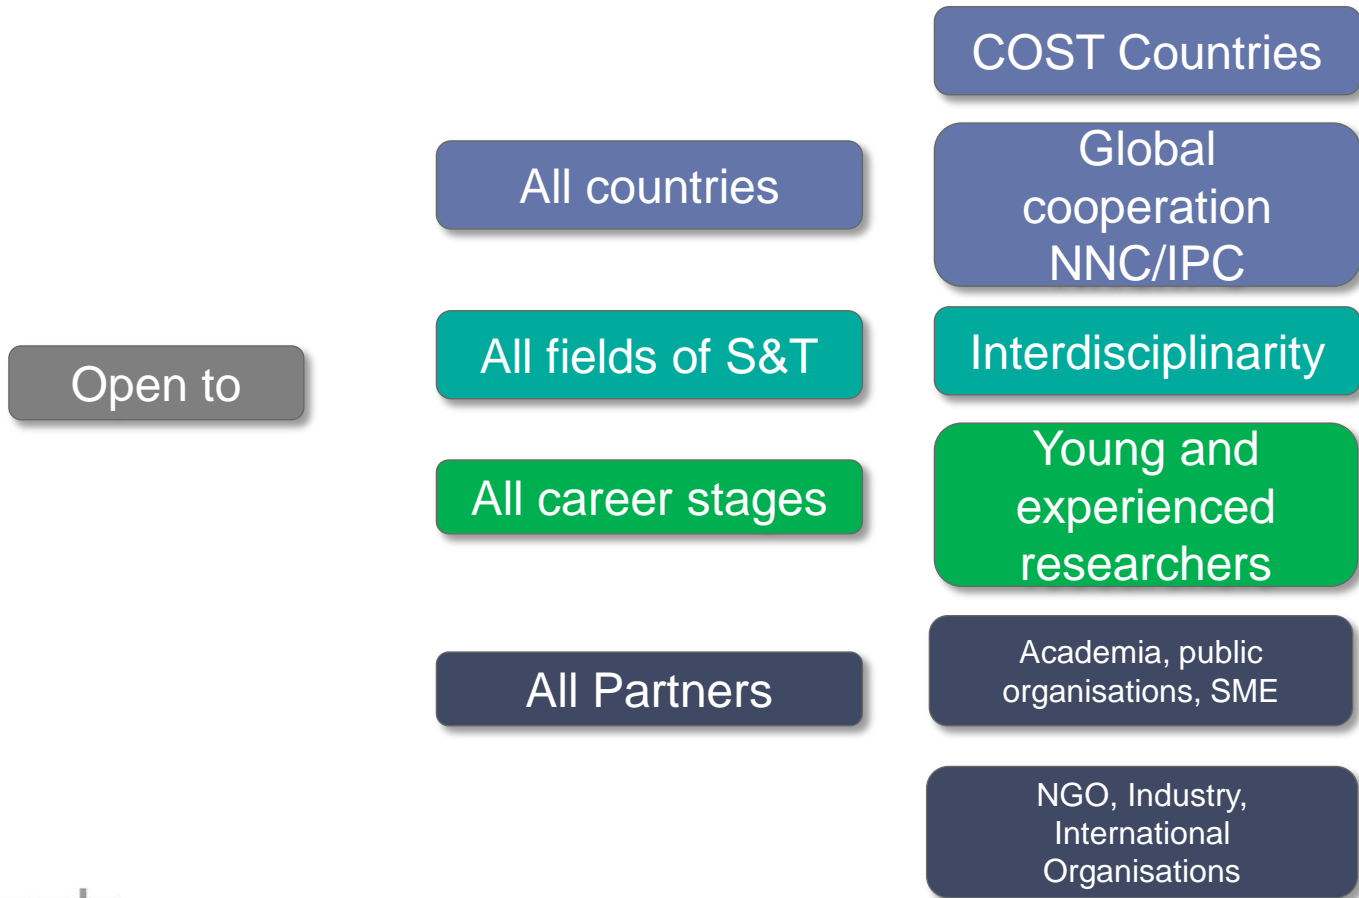 Open to
All countries
COST Countries
Global
cooperation
NNC/IPC
All fields of S&T
Interdisciplinarity
All career stages
Young and
experienced
researchers
All Partners
Academia, public
organisations, SME
NGO, Industry,
International
Organisations